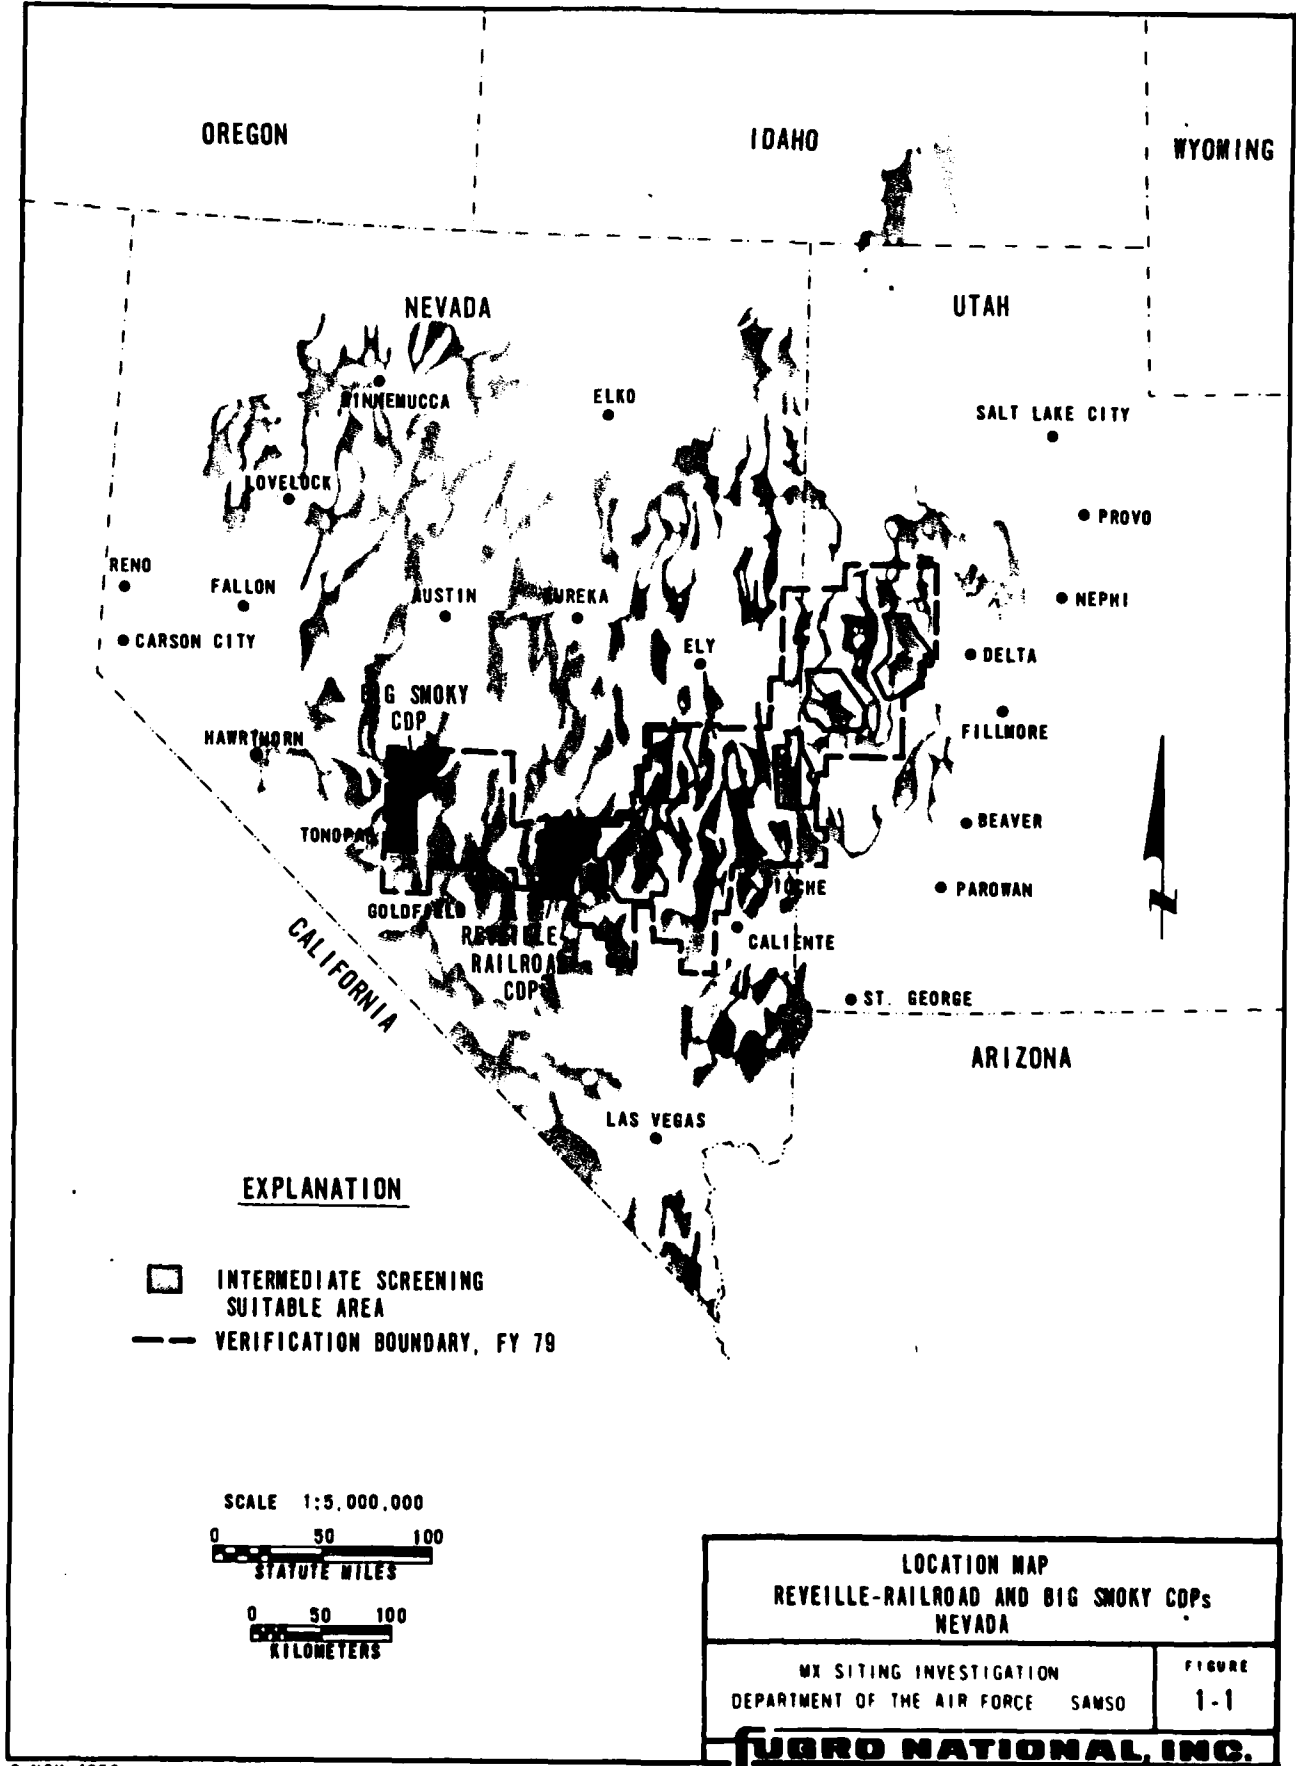 OREGON
IDAHO
WYOMING
NEVADA
UTAH
WINNEMUCCA
ELKO
SALT LAKE CITY
LOVELOCK
PROVO
RENO
FALLON
AUSTIN
EUREKA
NEPHI
CARSON CITY
ELY
DELTA
BIG SMOKY
CDP
FILLMORE
HAWRTHORN
TONOPAH
BEAVER
PIOCHE
PAROWAN
GOLDFIELD
CALIENTE
REVEILLE
RAILROAD
CDP
CALIFORNIA
ST. GEORGE
ARIZONA
LAS VEGAS
N
EXPLANATION
INTERMEDIATE SCREENING
SUITABLE AREA
VERIFICATION BOUNDARY, FY 79
SCALE 1:5,000,000
0 50 100
STATUTE MILES
0 50 100
KILOMETERS
LOCATION MAP
REVEILLE-RAILROAD AND BIG SMOKY CDPs
NEVADA
MX SITING INVESTIGATION
DEPARTMENT OF THE AIR FORCE SAMSO
FIGURE
1-1
FUGRO NATIONAL, INC.